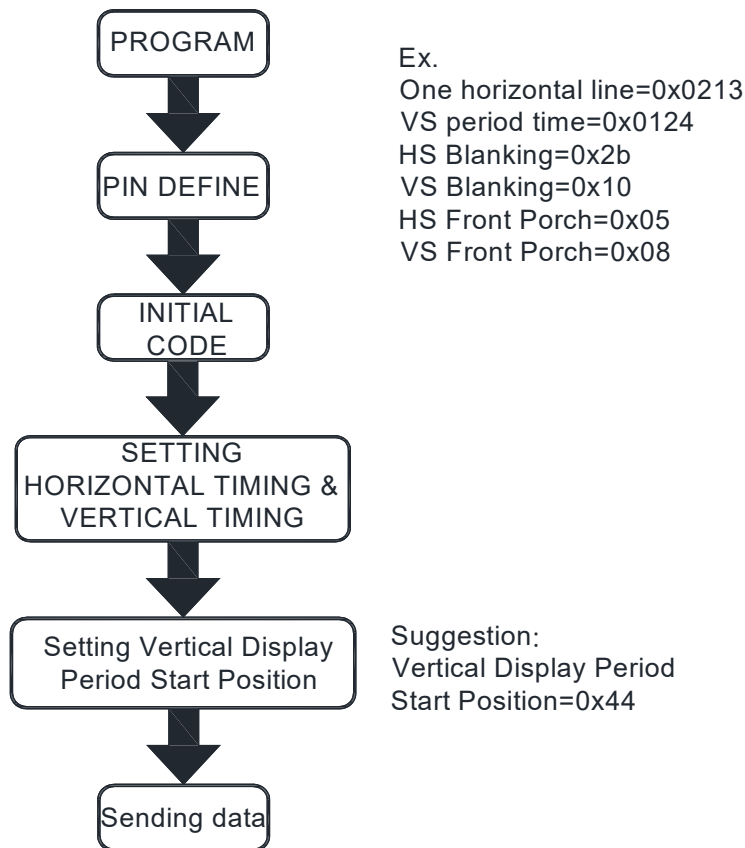 PROGRAM
Ex.
One horizontal line=0x0213
VS period time=0x0124
HS Blanking=0x2b
VS Blanking=0x10
HS Front Porch=0x05
VS Front Porch=0x08
PIN DEFINE
INITIAL
CODE
SETTING
HORIZONTAL TIMING &
VERTICAL TIMING
Setting Vertical Display
Period Start Position
Suggestion:
Vertical Display Period
Start Position=0x44
Sending data